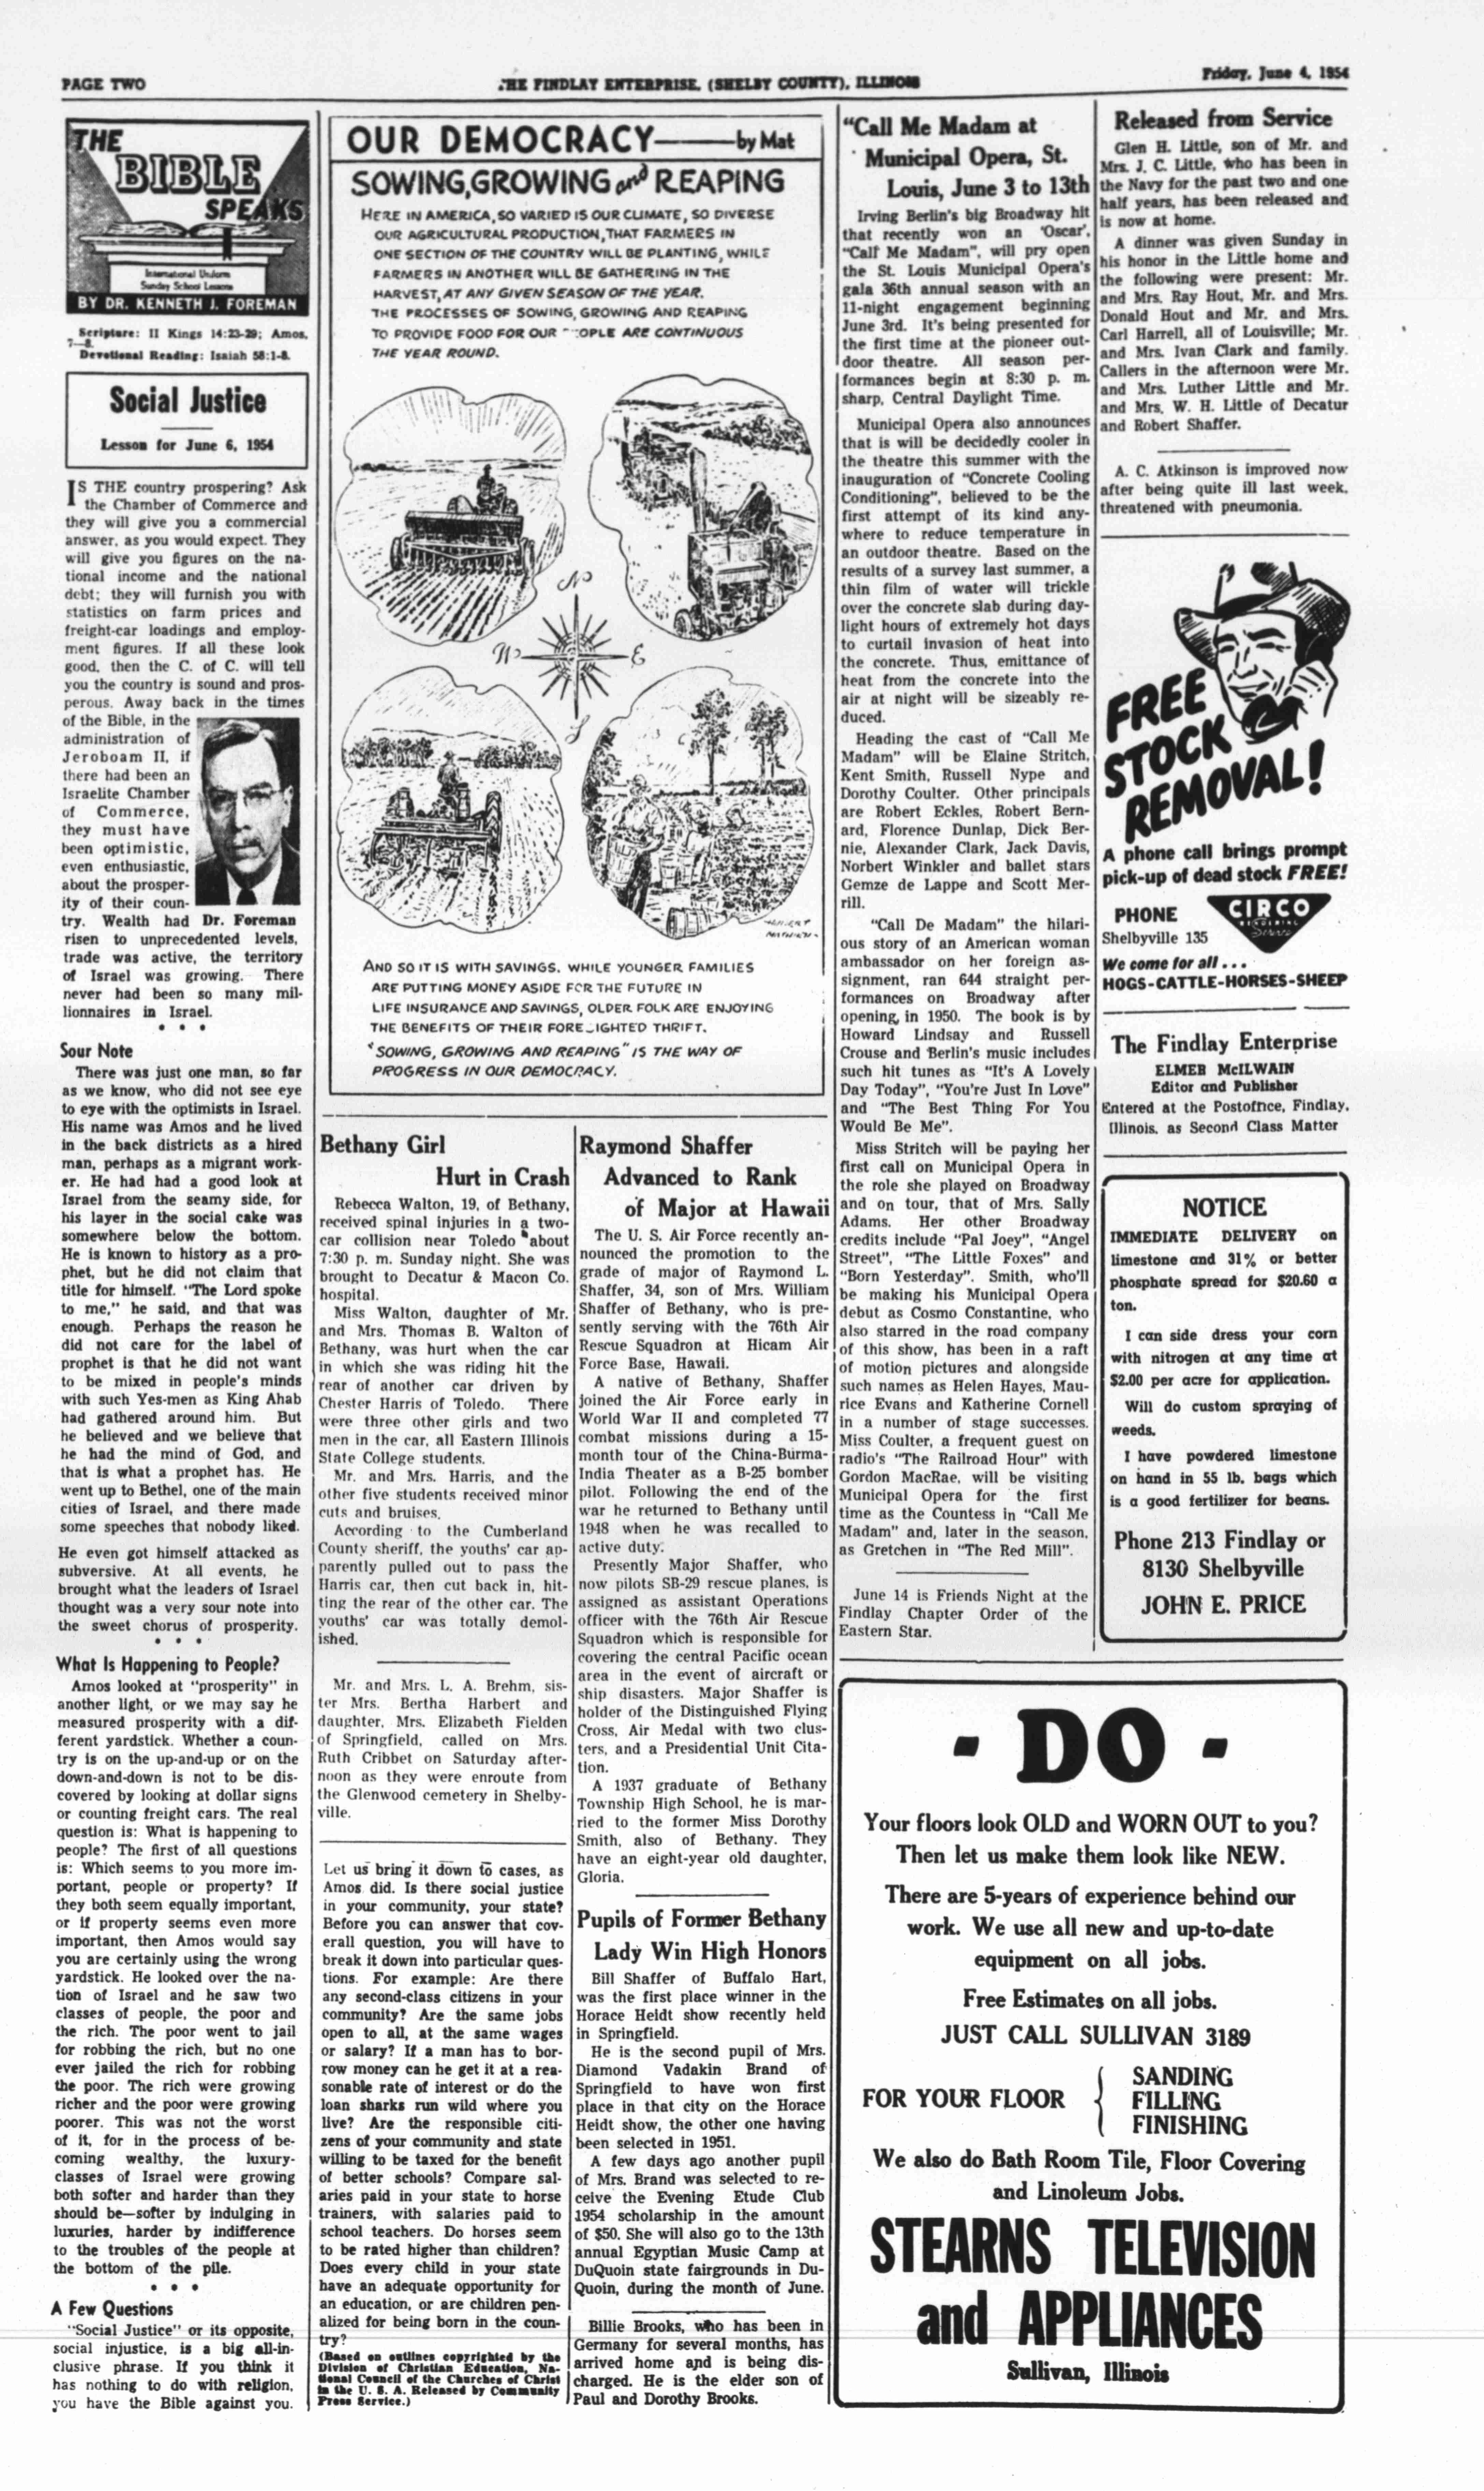 PAGE TWO
THE FINDLAY ENTERPRISE, (SHELBY COUNTY), ILLINOIS
Friday, June 4, 1954
THE
BIBLE
SPEAKS
International Uniform
Sunday School Lessons
BY DR. KENNETH J. FOREMAN
Scripture: II Kings 14:23-29; Amos,
7—8.
Devotional Reading: Isaiah 58:1-8.
Social Justice
Lesson for June 6, 1954
IS THE country prospering? Ask
the Chamber of Commerce and
they will give you a commercial
answer, as you would expect. They
will give you figures on the na-
tional income and the national
debt; they will furnish you with
statistics on farm prices and
freight-car loadings and employ-
ment figures. If all these look
good, then the C. of C. will tell
you the country is sound and pros-
perous. Away back in the times
of the Bible, in the
administration of
Jeroboam II, if
there had been an
Israelite Chamber
of Commerce,
they must have
been optimistic,
even enthusiastic,
about the prosper-
ity of their coun-
try. Wealth had
Dr. Foreman
risen to unprecedented levels,
trade was active, the territory
of Israel was growing. There
never had been so many mil-
lionnaires in Israel.
• • •
Sour Note
There was just one man, so far
as we know, who did not see eye
to eye with the optimists in Israel.
His name was Amos and he lived
in the back districts as a hired
man, perhaps as a migrant work-
er. He had had a good look at
Israel from the seamy side, for
his layer in the social cake was
somewhere below the bottom.
He is known to history as a pro-
phet, but he did not claim that
title for himself. "The Lord spoke
to me," he said, and that was
enough. Perhaps the reason he
did not care for the label of
prophet is that he did not want
to be mixed in people's minds
with such Yes-men as King Ahab
had gathered around him. But
he believed and we believe that
he had the mind of God, and
that is what a prophet has. He
went up to Bethel, one of the main
cities of Israel, and there made
some speeches that nobody liked.
He even got himself attacked as
subversive. At all events, he
brought what the leaders of Israel
thought was a very sour note into
the sweet chorus of prosperity.
• • •
What Is Happening to People?
Amos looked at "prosperity" in
another light, or we may say he
measured prosperity with a dif-
ferent yardstick. Whether a coun-
try is on the up-and-up or on the
down-and-down is not to be dis-
covered by looking at dollar signs
or counting freight cars. The real
question is: What is happening to
people? The first of all questions
is: Which seems to you more im-
portant, people or property? If
they both seem equally important,
or if property seems even more
important, then Amos would say
you are certainly using the wrong
yardstick. He looked over the na-
tion of Israel and he saw two
classes of people, the poor and
the rich. The poor went to jail
for robbing the rich, but no one
ever jailed the rich for robbing
the poor. The rich were growing
richer and the poor were growing
poorer. This was not the worst
of it, for in the process of be-
coming wealthy, the luxury-
classes of Israel were growing
both softer and harder than they
should be—softer by indulging in
luxuries, harder by indifference
to the troubles of the people at
the bottom of the pile.
• • •
A Few Questions
"Social Justice" or its opposite,
social injustice, is a big all-in-
clusive phrase. If you think it
has nothing to do with religion,
you have the Bible against you.
OUR DEMOCRACY——by Mat
SOWING, GROWING and REAPING
HERE IN AMERICA, SO VARIED IS OUR CLIMATE, SO DIVERSE
OUR AGRICULTURAL PRODUCTION, THAT FARMERS IN
ONE SECTION OF THE COUNTRY WILL BE PLANTING, WHILE
FARMERS IN ANOTHER WILL BE GATHERING IN THE
HARVEST, AT ANY GIVEN SEASON OF THE YEAR.
THE PROCESSES OF SOWING, GROWING AND REAPING
TO PROVIDE FOOD FOR OUR OPLE ARE CONTINUOUS
THE YEAR ROUND.
N
W
E
S
AND SO IT IS WITH SAVINGS. WHILE YOUNGER FAMILIES
ARE PUTTING MONEY ASIDE FOR THE FUTURE IN
LIFE INSURANCE AND SAVINGS, OLDER FOLK ARE ENJOYING
THE BENEFITS OF THEIR FORE_IGHTED THRIFT.
"SOWING, GROWING AND REAPING" IS THE WAY OF
PROGRESS IN OUR DEMOCRACY.
Bethany Girl
Hurt in Crash
Rebecca Walton, 19, of Bethany,
received spinal injuries in a two-
car collision near Toledo about
7:30 p. m. Sunday night. She was
brought to Decatur & Macon Co.
hospital.
Miss Walton, daughter of Mr.
and Mrs. Thomas B. Walton of
Bethany, was hurt when the car
in which she was riding hit the
rear of another car driven by
Chester Harris of Toledo. There
were three other girls and two
men in the car, all Eastern Illinois
State College students.
Mr. and Mrs. Harris, and the
other five students received minor
cuts and bruises.
According to the Cumberland
County sheriff, the youths' car ap-
parently pulled out to pass the
Harris car, then cut back in, hit-
ting the rear of the other car. The
youths' car was totally demol-
ished.
Mr. and Mrs. L. A. Brehm, sis-
ter Mrs. Bertha Harbert and
daughter, Mrs. Elizabeth Fielden
of Springfield, called on Mrs.
Ruth Cribbet on Saturday after-
noon as they were enroute from
the Glenwood cemetery in Shelby-
ville.
Let us bring it down to cases, as
Amos did. Is there social justice
in your community, your state?
Before you can answer that cov-
erall question, you will have to
break it down into particular ques-
tions. For example: Are there
any second-class citizens in your
community? Are the same jobs
open to all, at the same wages
or salary? If a man has to bor-
row money can he get it at a rea-
sonable rate of interest or do the
loan sharks run wild where you
live? Are the responsible citi-
zens of your community and state
willing to be taxed for the benefit
of better schools? Compare sal-
aries paid in your state to horse
trainers, with salaries paid to
school teachers. Do horses seem
to be rated higher than children?
Does every child in your state
have an adequate opportunity for
an education, or are children pen-
alized for being born in the coun-
try?
(Based on outlines copyrighted by the
Division of Christian Education, Na-
tional Council of the Churches of Christ
in the U. S. A. Released by Community
Press Service.)
Raymond Shaffer
Advanced to Rank
of Major at Hawaii
The U. S. Air Force recently an-
nounced the promotion to the
grade of major of Raymond L.
Shaffer, 34, son of Mrs. William
Shaffer of Bethany, who is pre-
sently serving with the 76th Air
Rescue Squadron at Hicam Air
Force Base, Hawaii.
A native of Bethany, Shaffer
joined the Air Force early in
World War II and completed 77
combat missions during a 15-
month tour of the China-Burma-
India Theater as a B-25 bomber
pilot. Following the end of the
war he returned to Bethany until
1948 when he was recalled to
active duty.
Presently Major Shaffer, who
now pilots SB-29 rescue planes, is
assigned as assistant Operations
officer with the 76th Air Rescue
Squadron which is responsible for
covering the central Pacific ocean
area in the event of aircraft or
ship disasters. Major Shaffer is
holder of the Distinguished Flying
Cross, Air Medal with two clus-
ters, and a Presidential Unit Cita-
tion.
A 1937 graduate of Bethany
Township High School, he is mar-
ried to the former Miss Dorothy
Smith, also of Bethany. They
have an eight-year old daughter,
Gloria.
Pupils of Former Bethany
Lady Win High Honors
Bill Shaffer of Buffalo Hart,
was the first place winner in the
Horace Heidt show recently held
in Springfield.
He is the second pupil of Mrs.
Diamond Vadakin Brand of
Springfield to have won first
place in that city on the Horace
Heidt show, the other one having
been selected in 1951.
A few days ago another pupil
of Mrs. Brand was selected to re-
ceive the Evening Etude Club
1954 scholarship in the amount
of $50. She will also go to the 13th
annual Egyptian Music Camp at
DuQuoin state fairgrounds in Du-
Quoin, during the month of June.
Billie Brooks, who has been in
Germany for several months, has
arrived home and is being dis-
charged. He is the elder son of
Paul and Dorothy Brooks.
"Call Me Madam at
Municipal Opera, St.
Louis, June 3 to 13th
Irving Berlin's big Broadway hit
that recently won an 'Oscar',
"Call Me Madam", will pry open
the St. Louis Municipal Opera's
gala 36th annual season with an
11-night engagement beginning
June 3rd. It's being presented for
the first time at the pioneer out-
door theatre. All season per-
formances begin at 8:30 p. m.
sharp, Central Daylight Time.
Municipal Opera also announces
that is will be decidedly cooler in
the theatre this summer with the
inauguration of "Concrete Cooling
Conditioning", believed to be the
first attempt of its kind any-
where to reduce temperature in
an outdoor theatre. Based on the
results of a survey last summer, a
thin film of water will trickle
over the concrete slab during day-
light hours of extremely hot days
to curtail invasion of heat into
the concrete. Thus, emittance of
heat from the concrete into the
air at night will be sizeably re-
duced.
Heading the cast of "Call Me
Madam" will be Elaine Stritch,
Kent Smith, Russell Nype and
Dorothy Coulter. Other principals
are Robert Eckles, Robert Bern-
ard, Florence Dunlap, Dick Ber-
nie, Alexander Clark, Jack Davis,
Norbert Winkler and ballet stars
Gemze de Lappe and Scott Mer-
rill.
"Call De Madam" the hilari-
ous story of an American woman
ambassador on her foreign as-
signment, ran 644 straight per-
formances on Broadway after
opening in 1950. The book is by
Howard Lindsay and Russell
Crouse and Berlin's music includes
such hit tunes as "It's A Lovely
Day Today", "You're Just In Love"
and "The Best Thing For You
Would Be Me".
Miss Stritch will be paying her
first call on Municipal Opera in
the role she played on Broadway
and on tour, that of Mrs. Sally
Adams. Her other Broadway
credits include "Pal Joey", "Angel
Street", "The Little Foxes" and
"Born Yesterday". Smith, who'll
be making his Municipal Opera
debut as Cosmo Constantine, who
also starred in the road company
of this show, has been in a raft
of motion pictures and alongside
such names as Helen Hayes, Mau-
rice Evans and Katherine Cornell
in a number of stage successes.
Miss Coulter, a frequent guest on
radio's "The Railroad Hour" with
Gordon MacRae, will be visiting
Municipal Opera for the first
time as the Countess in "Call Me
Madam" and, later in the season,
as Gretchen in "The Red Mill".
June 14 is Friends Night at the
Findlay Chapter Order of the
Eastern Star.
Released from Service
Glen H. Little, son of Mr. and
Mrs. J. C. Little, who has been in
the Navy for the past two and one
half years, has been released and
is now at home.
A dinner was given Sunday in
his honor in the Little home and
the following were present: Mr.
and Mrs. Ray Hout, Mr. and Mrs.
Donald Hout and Mr. and Mrs.
Carl Harrell, all of Louisville; Mr.
and Mrs. Ivan Clark and family.
Callers in the afternoon were Mr.
and Mrs. Luther Little and Mr.
and Mrs. W. H. Little of Decatur
and Robert Shaffer.
A. C. Atkinson is improved now
after being quite ill last week,
threatened with pneumonia.
FREE
STOCK
REMOVAL!
A phone call brings prompt
pick-up of dead stock FREE!
PHONE
Shelbyville 135
CIRCO
RENDERING
Service
We come for all ...
HOGS-CATTLE-HORSES-SHEEP
The Findlay Enterprise
ELMER McILWAIN
Editor and Publisher
Entered at the Postoffice, Findlay,
Illinois, as Second Class Matter
NOTICE
IMMEDIATE DELIVERY on
limestone and 31% or better
phosphate spread for $20.60 a
ton.
I can side dress your corn
with nitrogen at any time at
$2.00 per acre for application.
Will do custom spraying of
weeds.
I have powdered limestone
on hand in 55 lb. bags which
is a good fertilizer for beans.
Phone 213 Findlay or
8130 Shelbyville
JOHN E. PRICE
- DO -
Your floors look OLD and WORN OUT to you?
Then let us make them look like NEW.
There are 5-years of experience behind our
work. We use all new and up-to-date
equipment on all jobs.
Free Estimates on all jobs.
JUST CALL SULLIVAN 3189
FOR YOUR FLOOR
SANDING
FILLING
FINISHING
We also do Bath Room Tile, Floor Covering
and Linoleum Jobs.
STEARNS TELEVISION
and APPLIANCES
Sullivan, Illinois